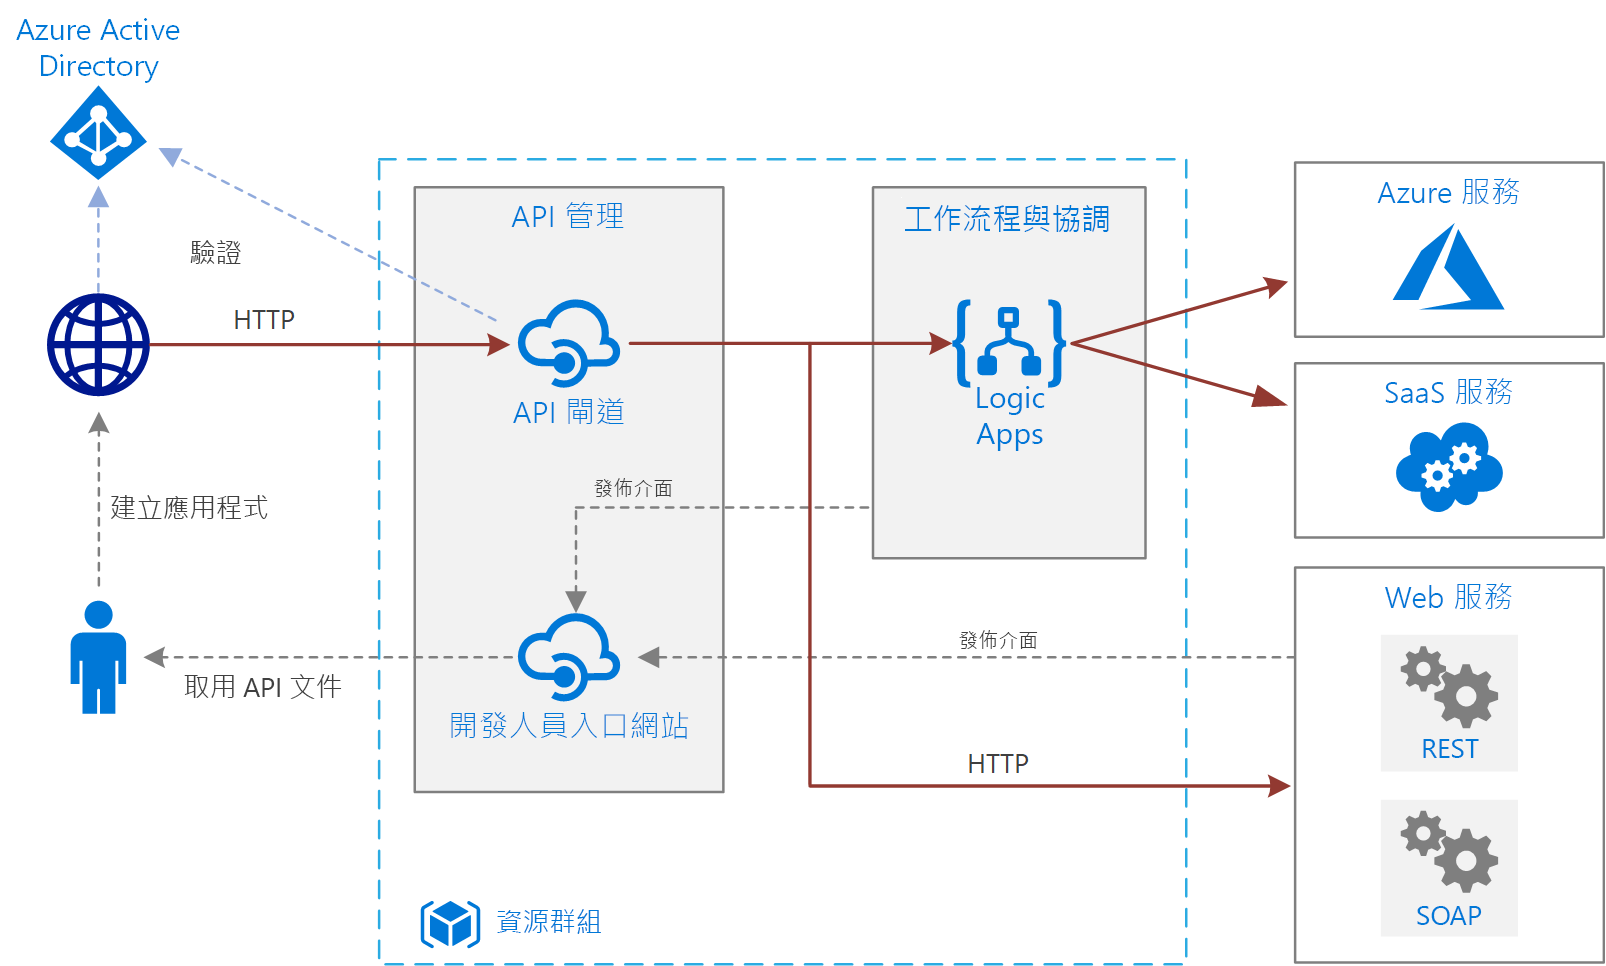 Azure Active
Directory
驗證
HTTP
建立應用程式
取用 API 文件
API 管理
API 閘道
發佈介面
開發人員入口網站
資源群組
工作流程與協調
Logic
Apps
發佈介面
HTTP
Azure 服務
SaaS 服務
Web 服務
REST
SOAP